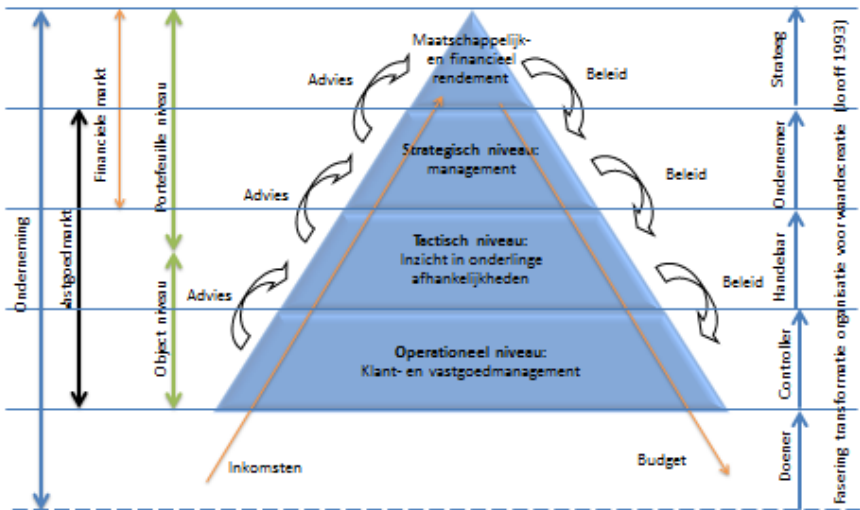 Onderneming
Vastgoedmarkt
Financiele markt
Portefeuille niveau
Object niveau
Maatschappelijk-
en financieel
rendement
Strategisch niveau:
management
Tactisch niveau:
Inzicht in onderlinge
afhankelijkheden
Operationeel niveau:
Klant- en vastgoedmanagement
Advies
Advies
Advies
Beleid
Beleid
Beleid
Inkomsten
Budget
Strateeg
Ondernemer
Handelaar
Controller
Doener
Fasering transformatie organisatie voor waardecreatie (Joroff 1993)